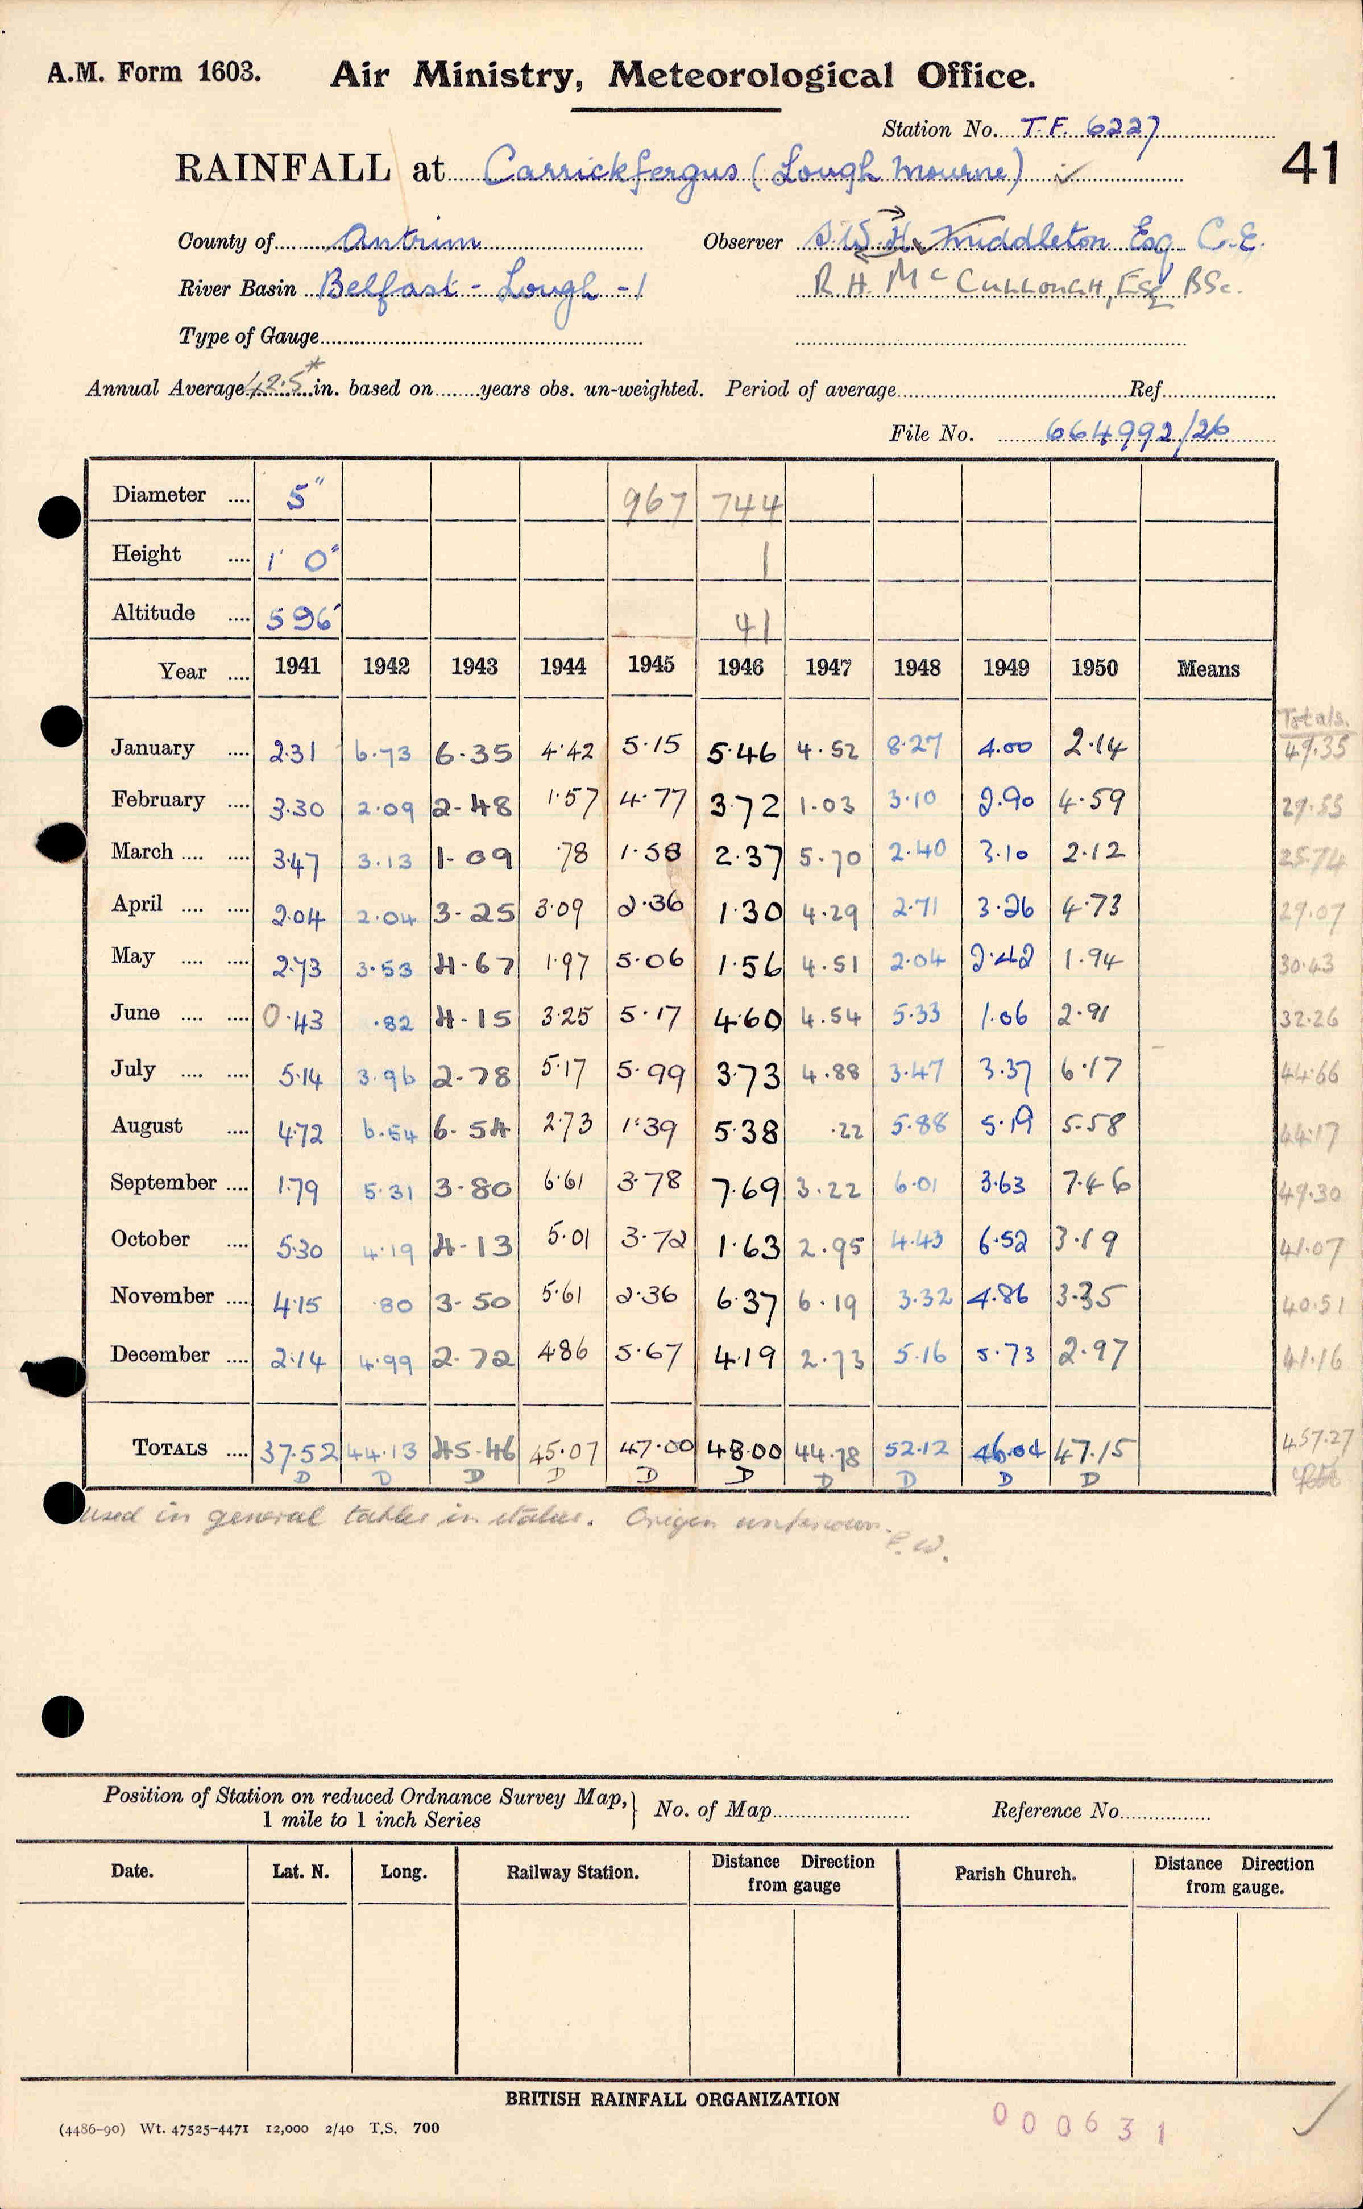 A.M. Form 1603. Air Ministry, Meteorological Office.
Station No. T.F. 6227
41
RAINFALL at Carrickfergus (Lough Mourne) ✓
County of Antrim Observer S.W.H. Middleton Esq C.E.
River Basin Belfast - Lough - 1 R H McCULLOUGH, Esq BSc.
Type of Gauge
Annual Average 42.5* in. based on years obs. un-weighted. Period of average Ref.
File No. 664992/26
Diameter .... 5" 967 744
Height .... 1' 0" 1
Altitude .... 596' 41
Year .... 1941 1942 1943 1944 1945 1946 1947 1948 1949 1950 Means
Totals.
January .... 2.31 6.73 6.35 4.42 5.15 5.46 4.52 8.27 4.00 2.14 49.35
February .... 3.30 2.09 2.48 1.57 4.77 3.72 1.03 3.10 2.90 4.59 29.55
March .... .... 3.47 3.13 1.09 .78 1.58 2.37 5.70 2.40 3.10 2.12 25.74
April .... .... 2.04 2.04 3.25 3.09 2.36 1.30 4.29 2.71 3.26 4.73 29.07
May .... .... 2.73 3.53 4.67 1.97 5.06 1.56 4.51 2.04 2.42 1.94 30.43
June .... .... 0.43 .82 4.15 3.25 5.17 4.60 4.54 5.33 1.06 2.91 32.26
July .... .... 5.14 3.96 2.78 5.17 5.99 3.73 4.88 3.47 3.37 6.17 44.66
August .... 4.72 6.54 6.54 2.73 1.39 5.38 .22 5.88 5.19 5.58 44.17
September .... 1.79 5.31 3.80 6.61 3.78 7.69 3.22 6.01 3.63 7.46 49.30
October .... 5.30 4.19 4.13 5.01 3.72 1.63 2.95 4.43 6.52 3.19 41.07
November .... 4.15 .80 3.50 5.61 2.36 6.37 6.19 3.32 4.86 3.35 40.51
December .... 2.14 4.99 2.72 4.86 5.67 4.19 2.73 5.16 5.73 2.97 41.16
TOTALS .... 37.52 44.13 45.46 45.07 47.00 48.00 44.78 52.12 46.04 47.15 457.27
D D D D D D D D D D
used in general tables in italics. Origin unknown.
E.W.
Position of Station on reduced Ordnance Survey Map, 1 mile to 1 inch Series } No. of Map Reference No.
Date. Lat. N. Long. Railway Station. Distance Direction from gauge Parish Church. Distance Direction from gauge.
BRITISH RAINFALL ORGANIZATION
(4486-90) Wt. 47525-4471 12,000 2/40 T.S. 700
000631